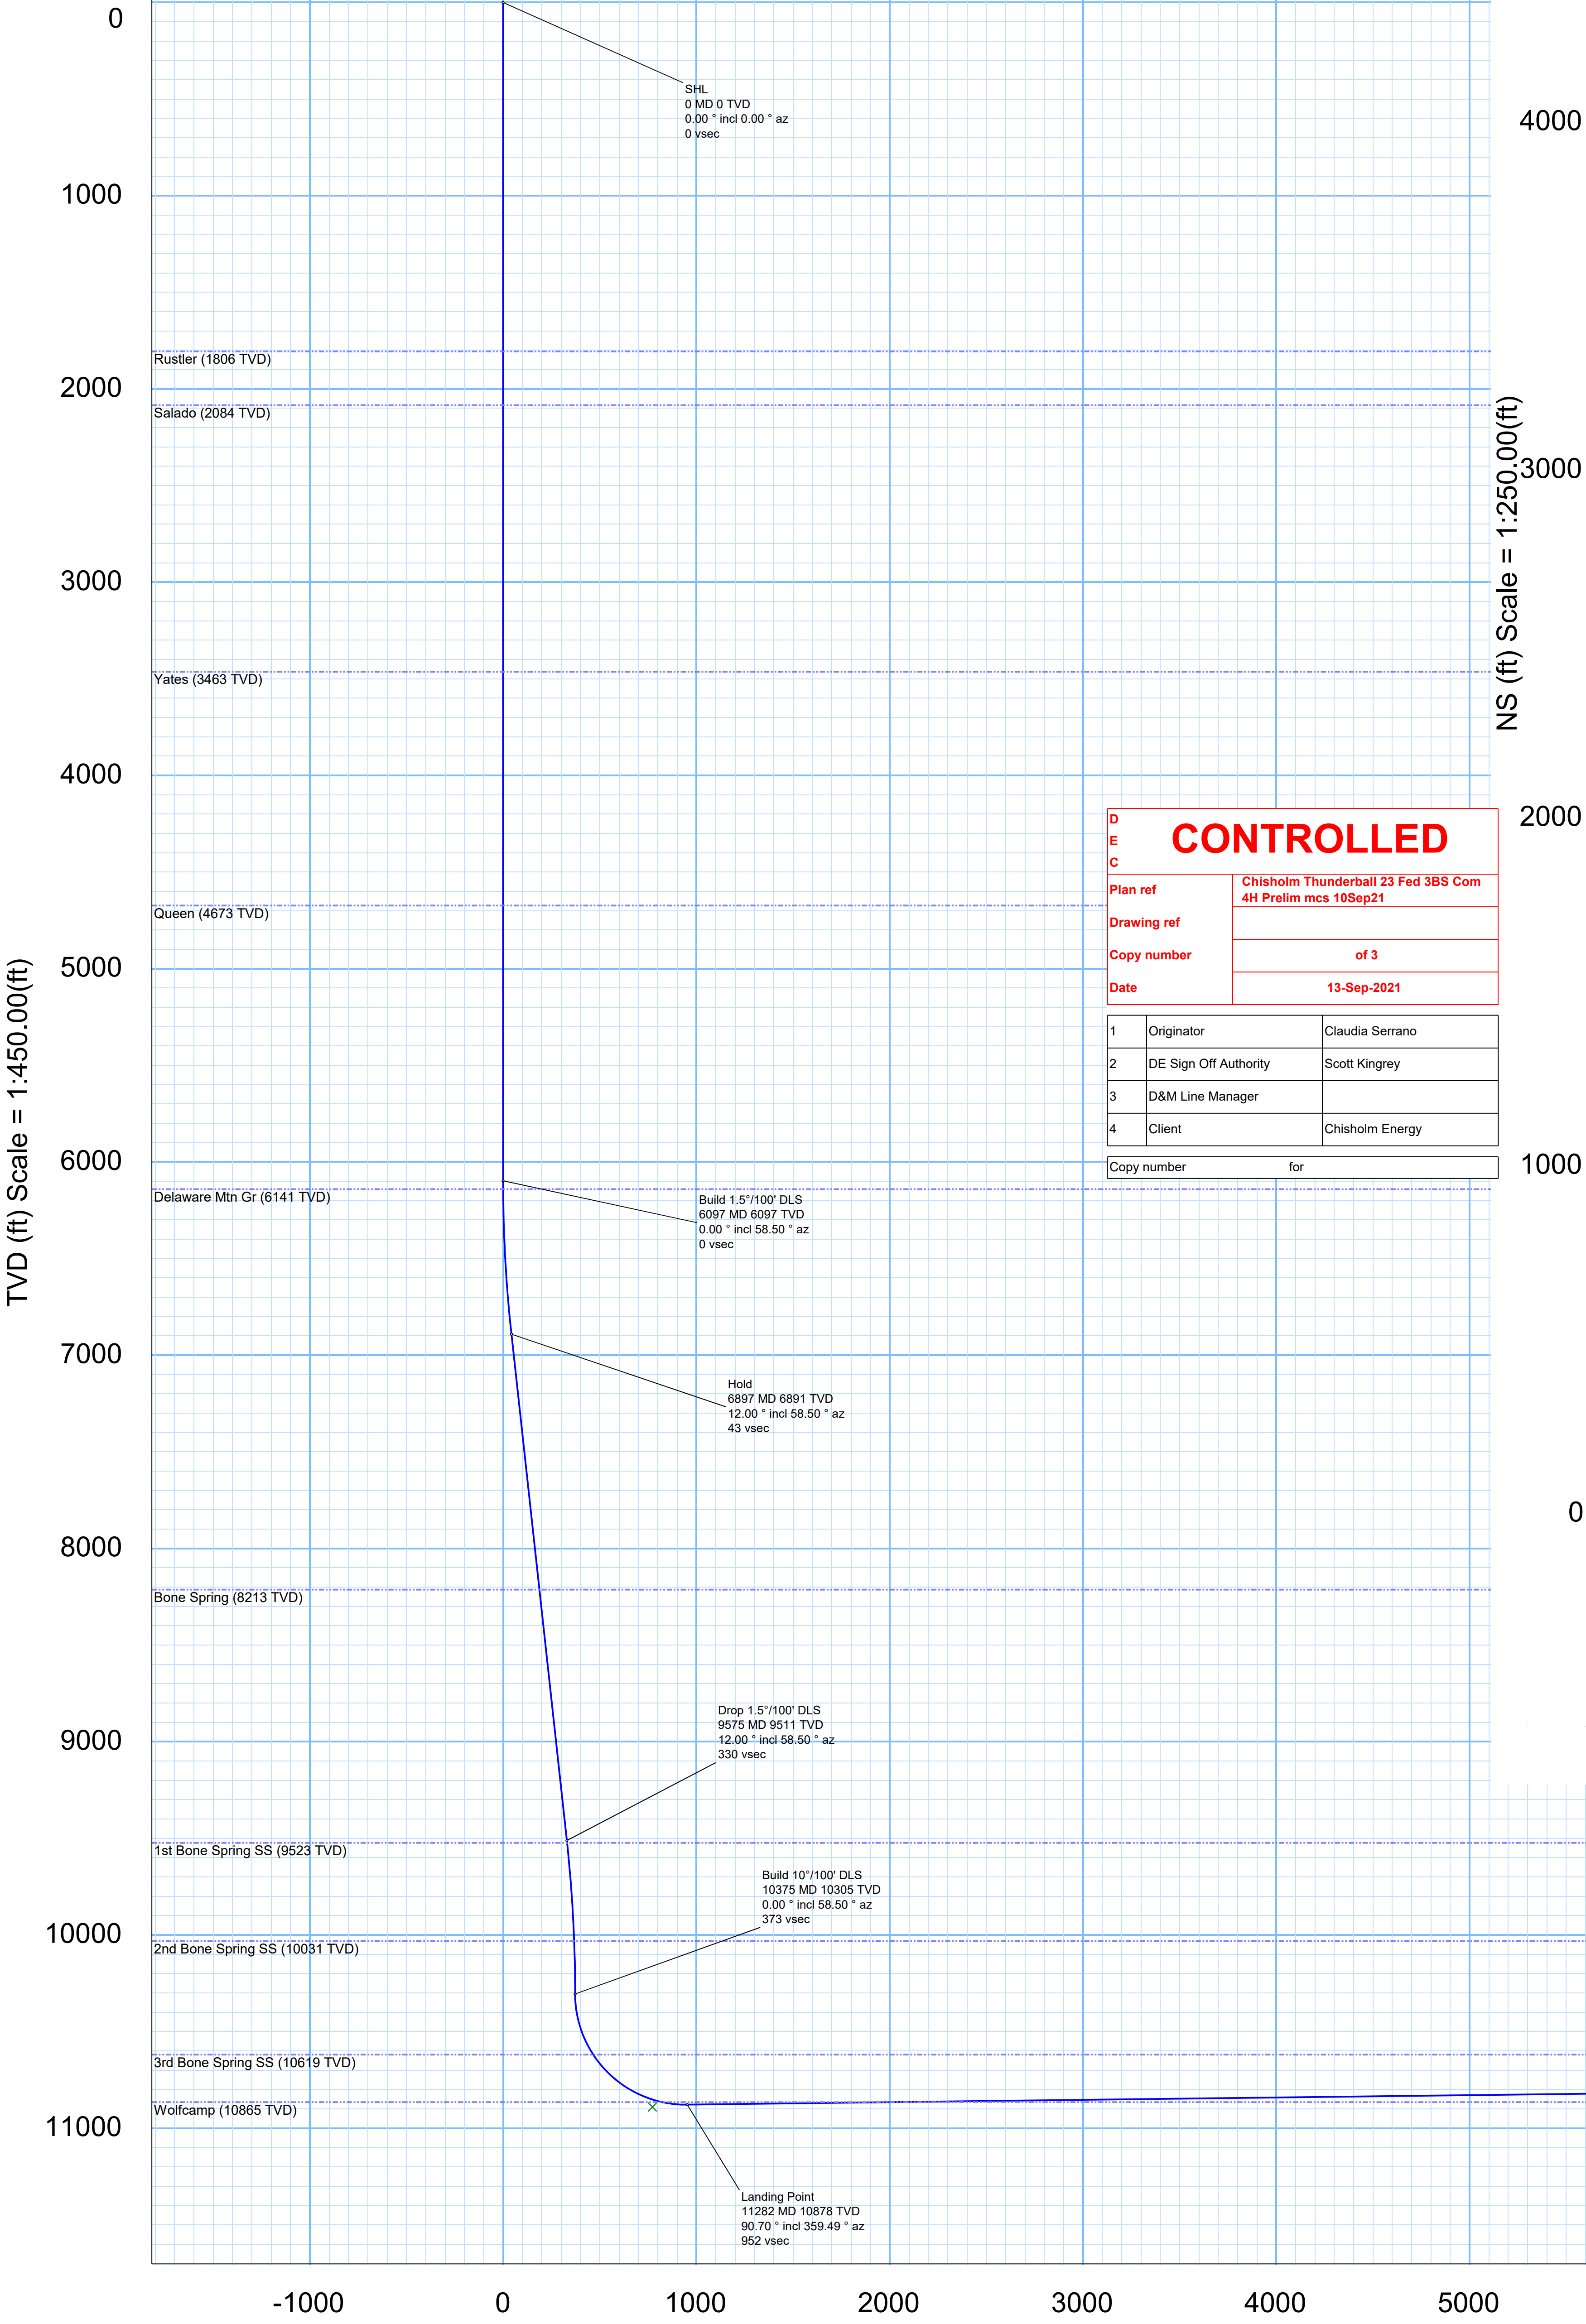 0
SHL
0 MD 0 TVD
0.00 ° incl 0.00 ° az
0 vsec
4000
1000
Rustler (1806 TVD)
2000
Salado (2084 TVD)
NS (ft) Scale = 1:250.00(ft)
3000
3000
Yates (3463 TVD)
4000
2000
D
E
C
CONTROLLED
Plan ref
Chisholm Thunderball 23 Fed 3BS Com
4H Prelim mcs 10Sep21
Drawing ref
Copy number
of 3
Date
13-Sep-2021
Queen (4673 TVD)
5000
TVD (ft) Scale = 1:450.00(ft)
1 Originator Claudia Serrano
2 DE Sign Off Authority Scott Kingrey
3 D&M Line Manager
4 Client Chisholm Energy
Copy number for
6000
1000
Delaware Mtn Gr (6141 TVD)
Build 1.5°/100' DLS
6097 MD 6097 TVD
0.00 ° incl 58.50 ° az
0 vsec
7000
Hold
6897 MD 6891 TVD
12.00 ° incl 58.50 ° az
43 vsec
0
8000
Bone Spring (8213 TVD)
Drop 1.5°/100' DLS
9575 MD 9511 TVD
12.00 ° incl 58.50 ° az
330 vsec
9000
1st Bone Spring SS (9523 TVD)
Build 10°/100' DLS
10375 MD 10305 TVD
0.00 ° incl 58.50 ° az
373 vsec
10000
2nd Bone Spring SS (10031 TVD)
3rd Bone Spring SS (10619 TVD)
Wolfcamp (10865 TVD)
11000
Landing Point
11282 MD 10878 TVD
90.70 ° incl 359.49 ° az
952 vsec
-1000 0 1000 2000 3000 4000 5000